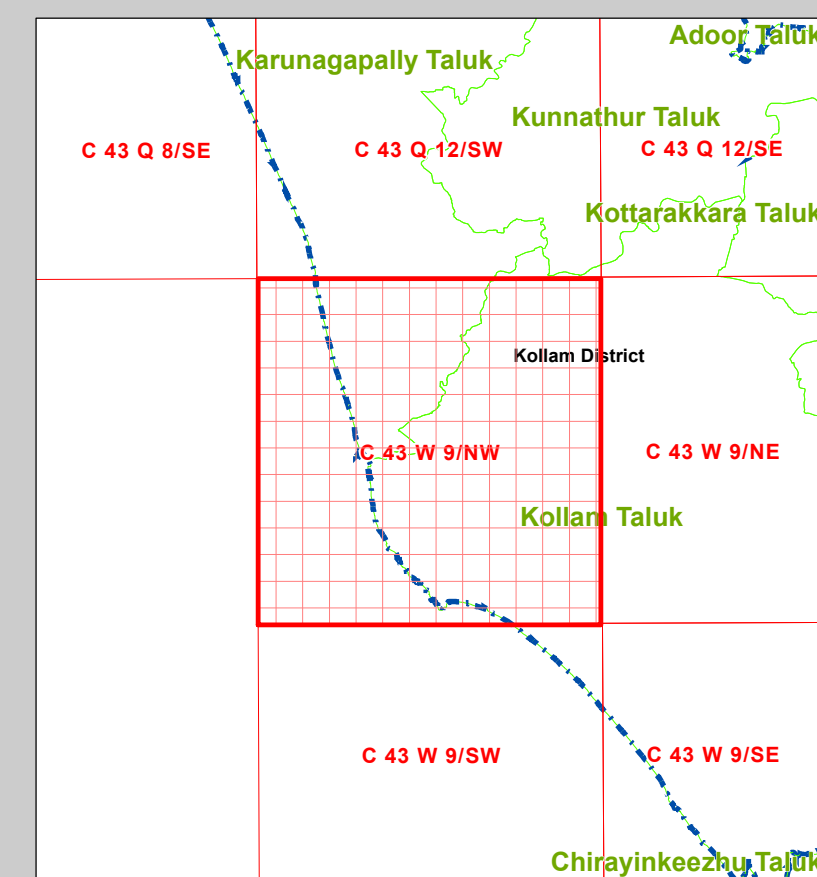 Adoor Taluk
Karunagapally Taluk
Kunnathur Taluk
C 43 Q 8/SE
C 43 Q 12/SW
C 43 Q 12/SE
Kottarakkara Taluk
Kollam District
C 43 W 9/NW
C 43 W 9/NE
Kollam Taluk
C 43 W 9/SW
C 43 W 9/SE
Chirayinkeezhu Taluk